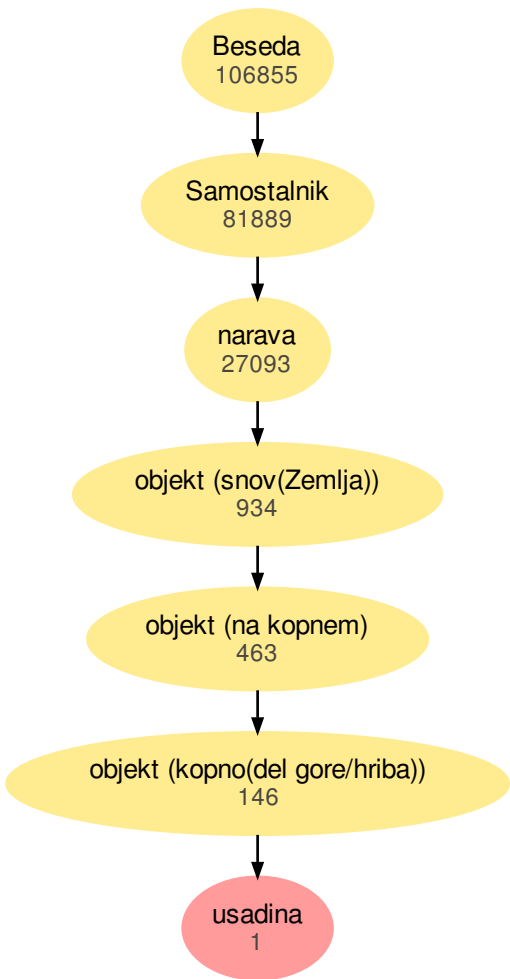 Beseda
106855
Samostalnik
81889
narava
27093
objekt (snov(Zemlja))
934
objekt (na kopnem)
463
objekt (kopno(del gore/hriba))
146
usadina
1